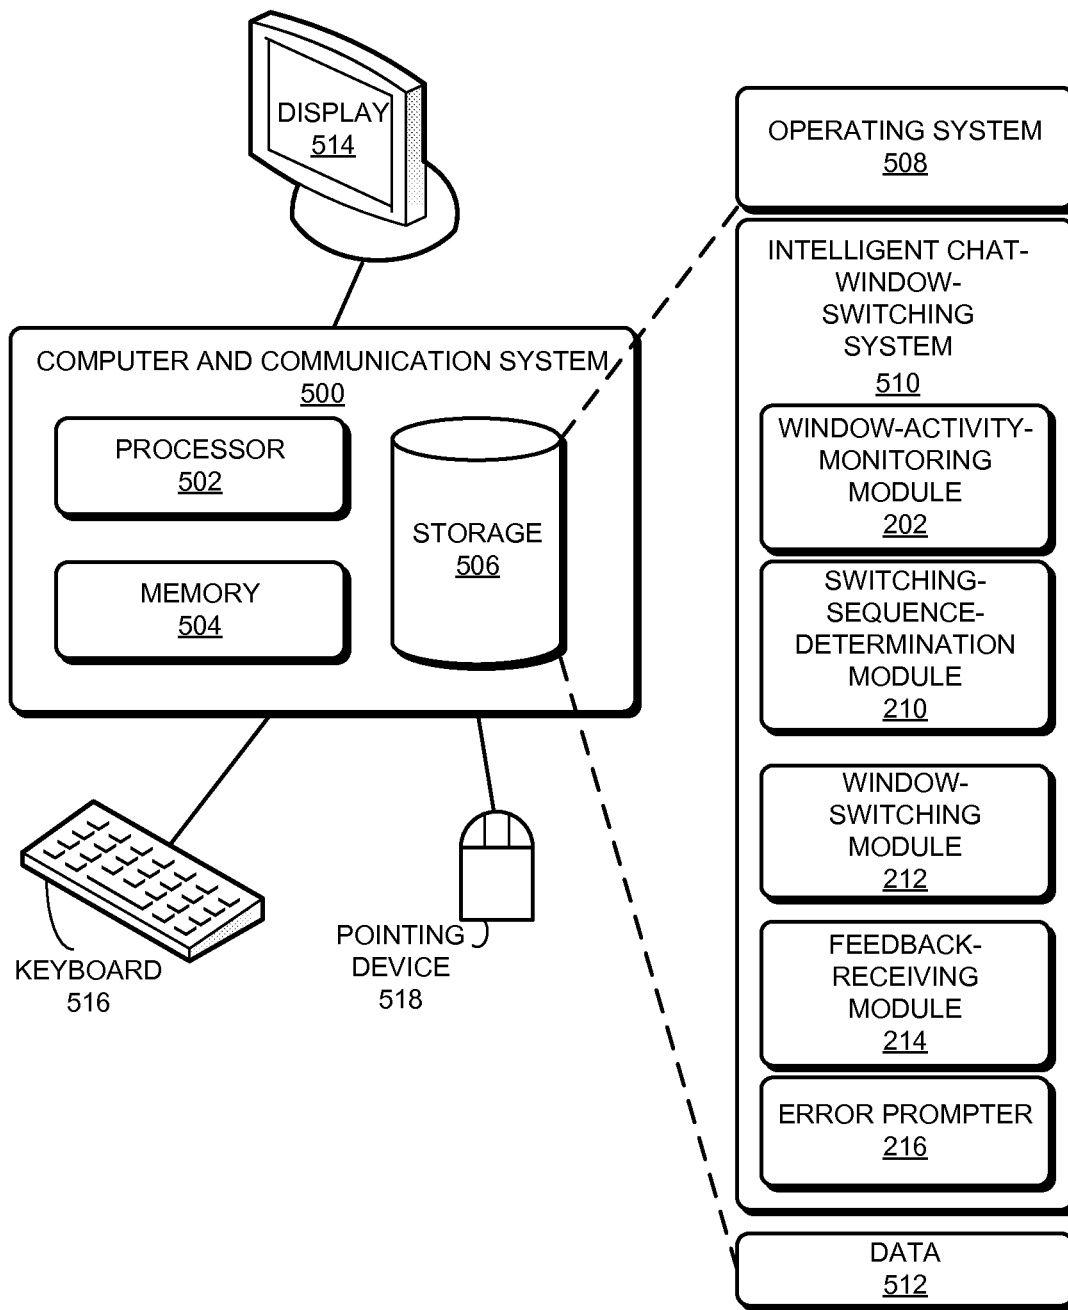 DISPLAY
514
COMPUTER AND COMMUNICATION SYSTEM
500
PROCESSOR
502
MEMORY
504
STORAGE
506
KEYBOARD
516
POINTING
DEVICE
518
OPERATING SYSTEM
508
INTELLIGENT CHAT-
WINDOW-
SWITCHING
SYSTEM
510
WINDOW-ACTIVITY-
MONITORING
MODULE
202
SWITCHING-
SEQUENCE-
DETERMINATION
MODULE
210
WINDOW-
SWITCHING
MODULE
212
FEEDBACK-
RECEIVING
MODULE
214
ERROR PROMPTER
216
DATA
512